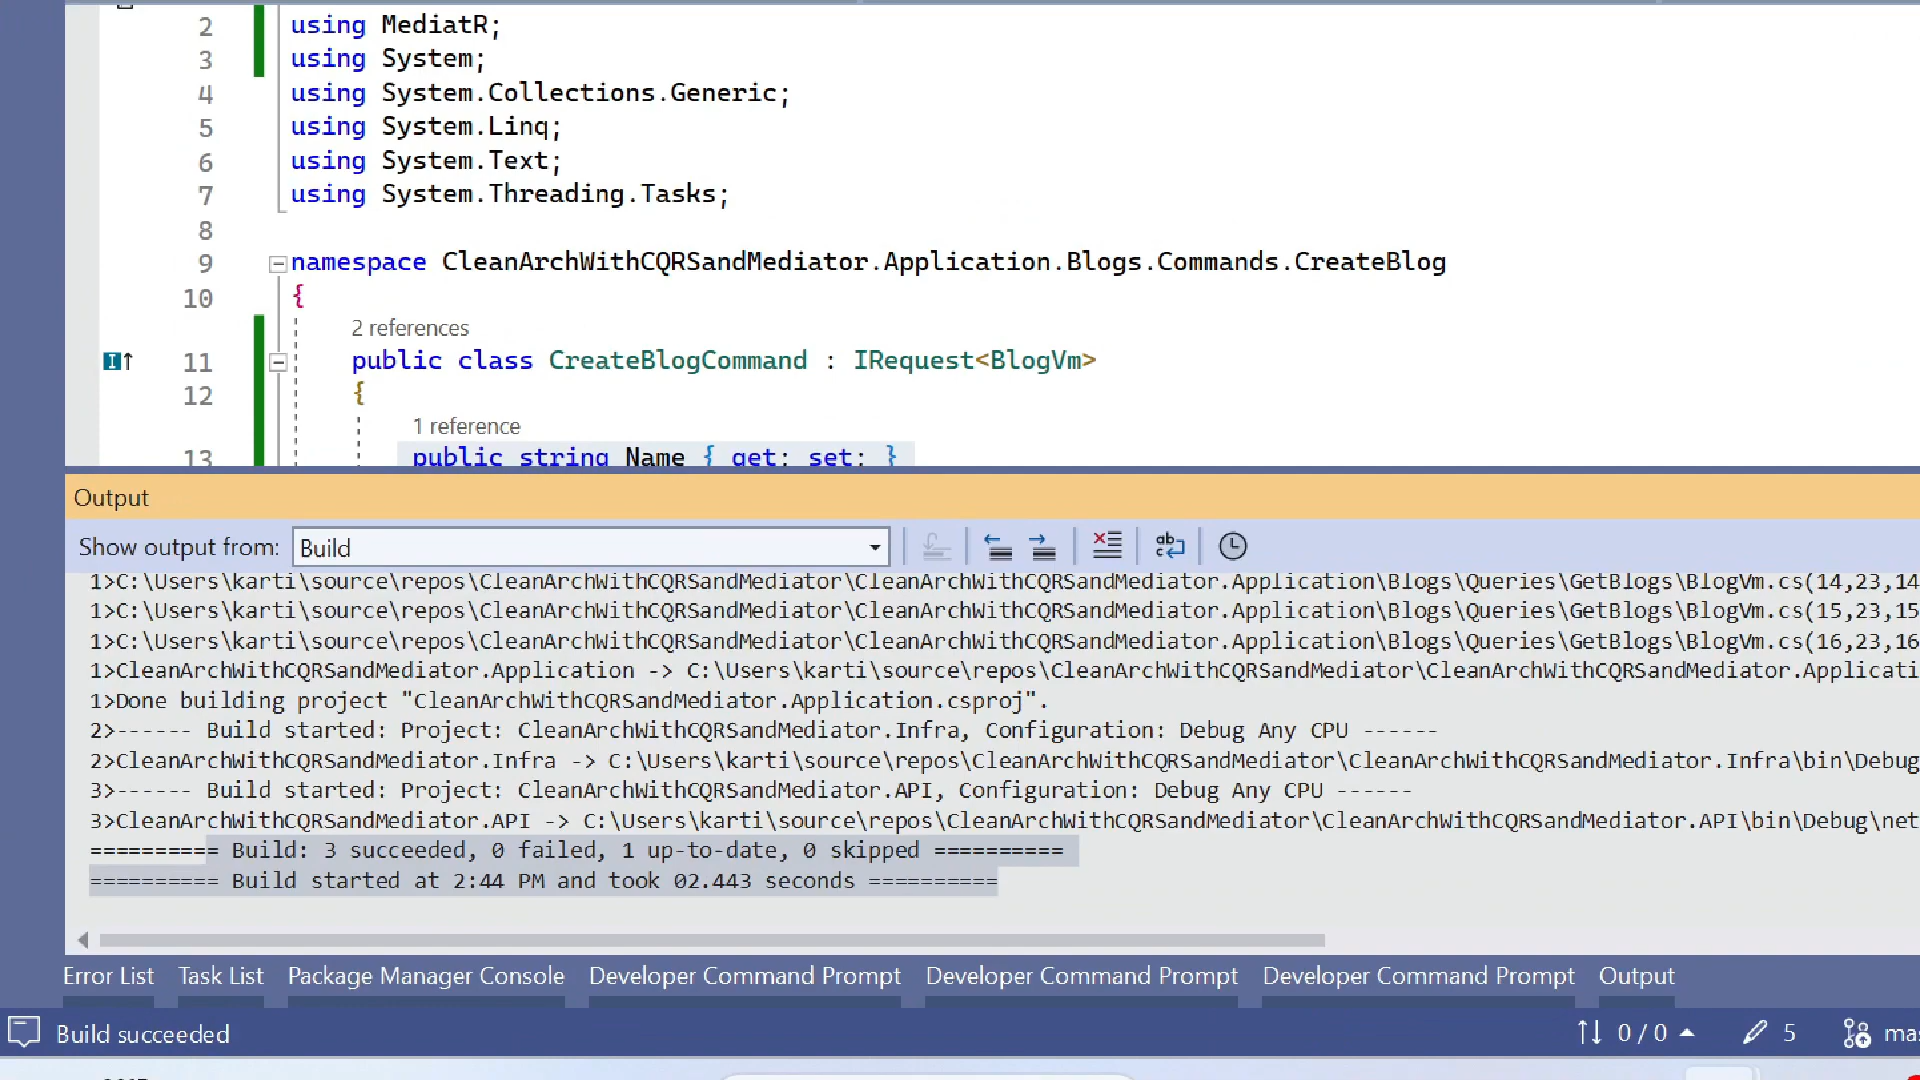 2 using MediatR;
3 using System;
4 using System.Collections.Generic;
5 using System.Linq;
6 using System.Text;
7 using System.Threading.Tasks;
8
9 namespace CleanArchWithCQRSandMediator.Application.Blogs.Commands.CreateBlog
10 {
2 references
11 public class CreateBlogCommand : IRequest<BlogVm>
12 {
1 reference
13 public string Name { get; set; }
Output
Show output from: Build
1>C:\Users\karti\source\repos\CleanArchWithCQRSandMediator\CleanArchWithCQRSandMediator.Application\Blogs\Queries\GetBlogs\BlogVm.cs(14,23,14
1>C:\Users\karti\source\repos\CleanArchWithCQRSandMediator\CleanArchWithCQRSandMediator.Application\Blogs\Queries\GetBlogs\BlogVm.cs(15,23,15
1>C:\Users\karti\source\repos\CleanArchWithCQRSandMediator\CleanArchWithCQRSandMediator.Application\Blogs\Queries\GetBlogs\BlogVm.cs(16,23,16
1>CleanArchWithCQRSandMediator.Application -> C:\Users\karti\source\repos\CleanArchWithCQRSandMediator\CleanArchWithCQRSandMediator.Applicati
1>Done building project "CleanArchWithCQRSandMediator.Application.csproj".
2>------ Build started: Project: CleanArchWithCQRSandMediator.Infra, Configuration: Debug Any CPU ------
2>CleanArchWithCQRSandMediator.Infra -> C:\Users\karti\source\repos\CleanArchWithCQRSandMediator\CleanArchWithCQRSandMediator.Infra\bin\Debug
3>------ Build started: Project: CleanArchWithCQRSandMediator.API, Configuration: Debug Any CPU ------
3>CleanArchWithCQRSandMediator.API -> C:\Users\karti\source\repos\CleanArchWithCQRSandMediator\CleanArchWithCQRSandMediator.API\bin\Debug\net
========== Build: 3 succeeded, 0 failed, 1 up-to-date, 0 skipped ==========
========== Build started at 2:44 PM and took 02.443 seconds ==========
Error List Task List Package Manager Console Developer Command Prompt Developer Command Prompt Developer Command Prompt Output
Build succeeded 0 / 0 5 mas